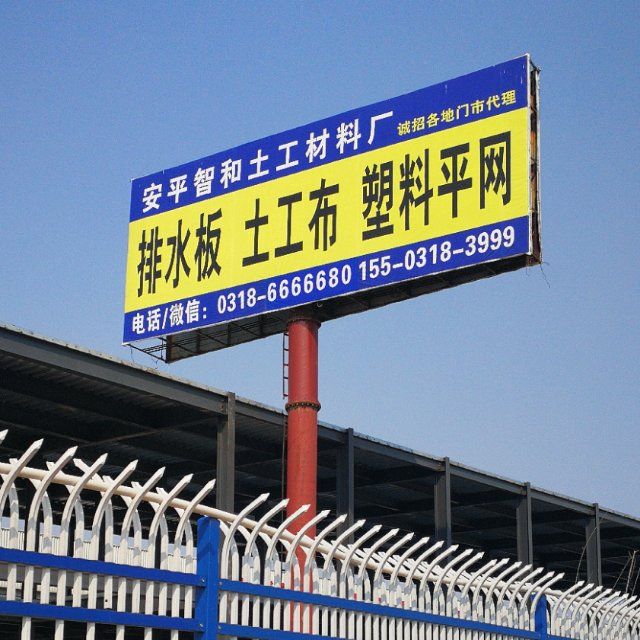 安平智和土工材料厂 诚招各地门市代理
排水板 土工布 塑料平网
电话/微信：0318-6666680 155-0318-3999